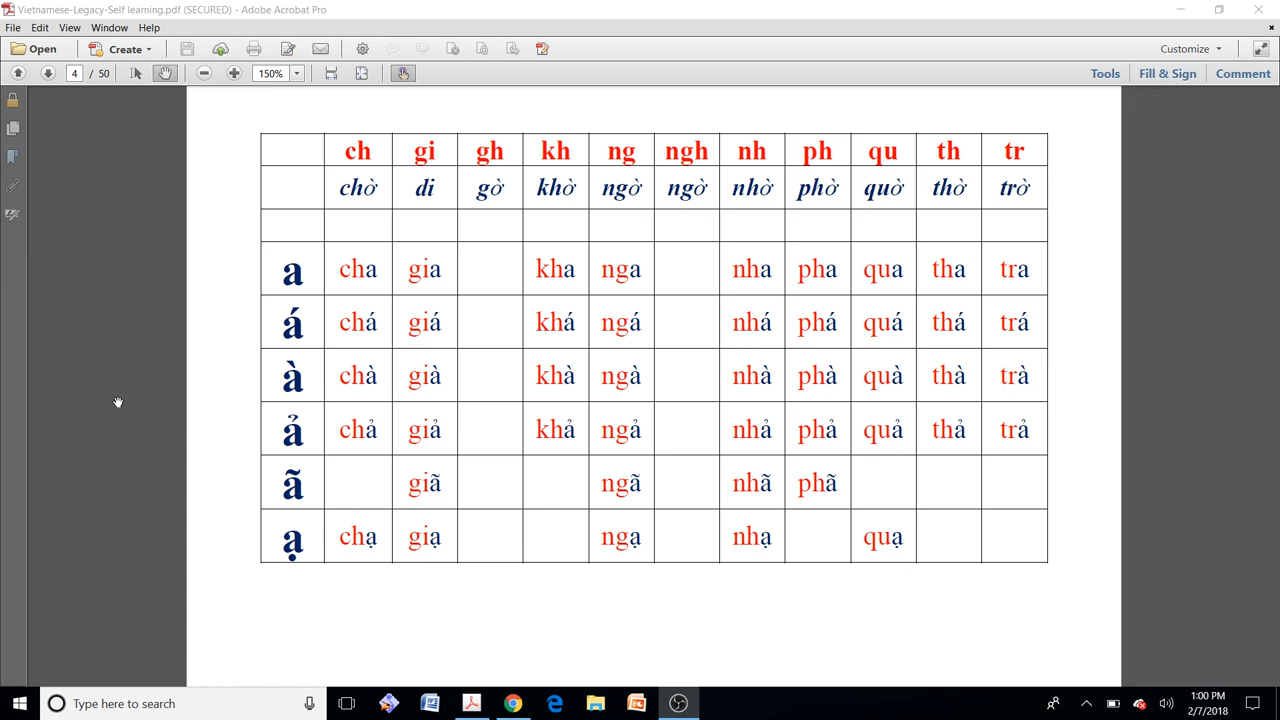 Vietnamese-Legacy-Self learning.pdf (SECURED) - Adobe Acrobat Pro
File Edit View Window Help
Open Create Customize
4 / 50 150% Tools Fill & Sign Comment
ch gi gh kh ng ngh nh ph qu th tr
chờ di gờ khờ ngờ ngờ nhờ phờ quờ thờ trờ
a cha gia kha nga nha pha qua tha tra
á chá giá khá ngá nhá phá quá thá trá
à chà già khà ngà nhà phà quà thà trà
ả chả giả khả ngả nhả phả quả thả trả
ã giã ngã nhã phã
ạ chạ giạ ngạ nhạ quạ
Type here to search
1:00 PM
2/7/2018